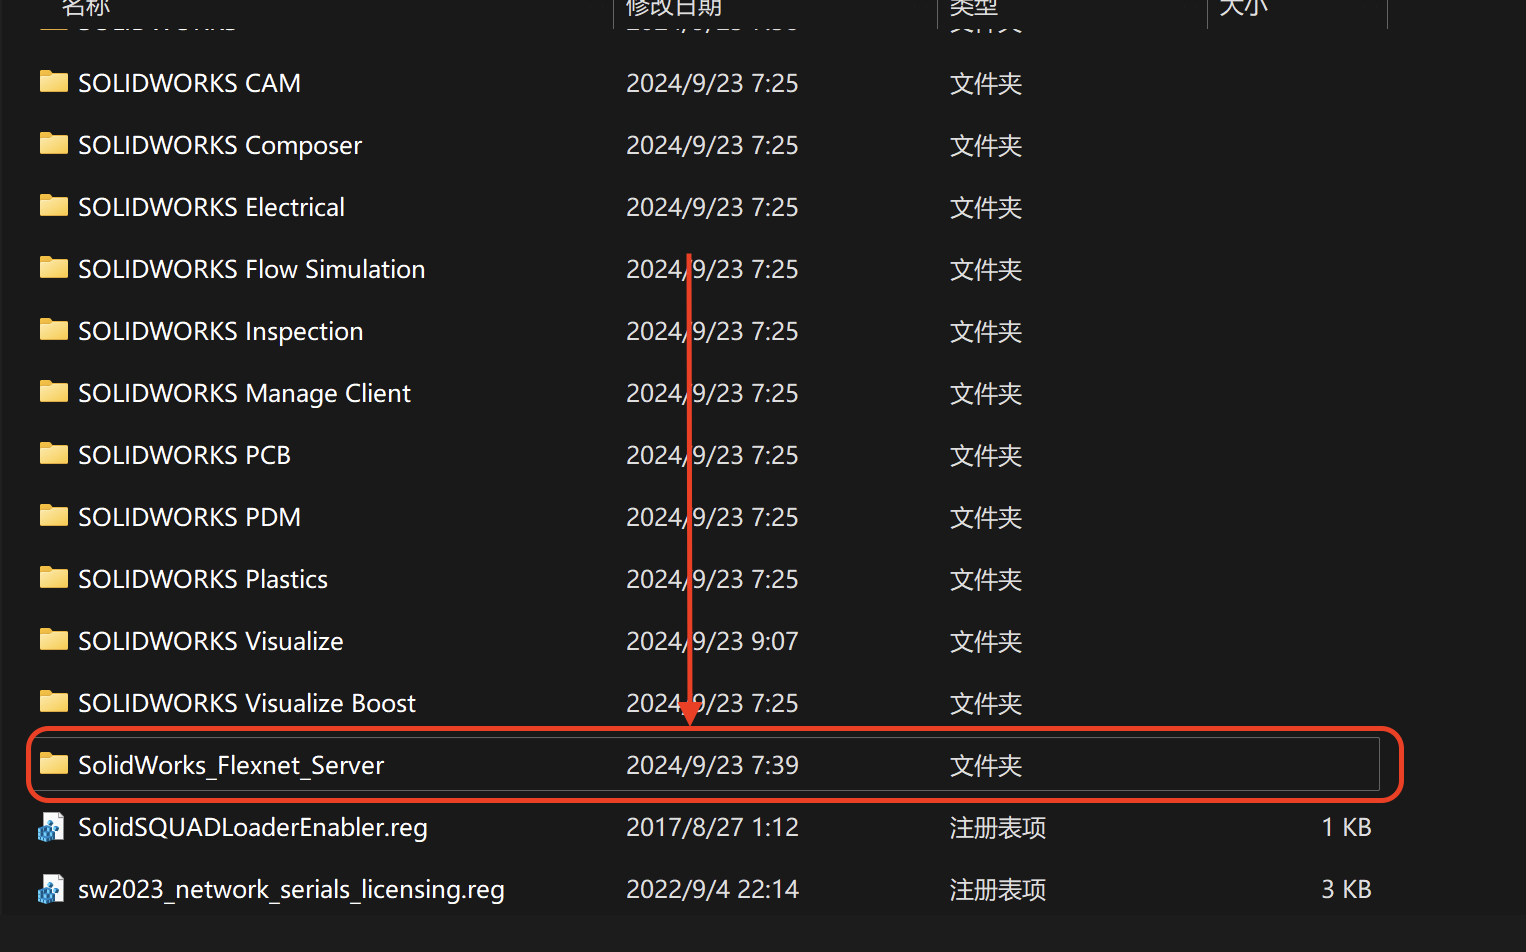 名称 修改日期 类型 大小
SOLIDWORKS CAM 2024/9/23 7:25 文件夹
SOLIDWORKS Composer 2024/9/23 7:25 文件夹
SOLIDWORKS Electrical 2024/9/23 7:25 文件夹
SOLIDWORKS Flow Simulation 2024/9/23 7:25 文件夹
SOLIDWORKS Inspection 2024/9/23 7:25 文件夹
SOLIDWORKS Manage Client 2024/9/23 7:25 文件夹
SOLIDWORKS PCB 2024/9/23 7:25 文件夹
SOLIDWORKS PDM 2024/9/23 7:25 文件夹
SOLIDWORKS Plastics 2024/9/23 7:25 文件夹
SOLIDWORKS Visualize 2024/9/23 9:07 文件夹
SOLIDWORKS Visualize Boost 2024/9/23 7:25 文件夹
SolidWorks_Flexnet_Server 2024/9/23 7:39 文件夹
SolidSQUADLoaderEnabler.reg 2017/8/27 1:12 注册表项 1 KB
sw2023_network_serials_licensing.reg 2022/9/4 22:14 注册表项 3 KB